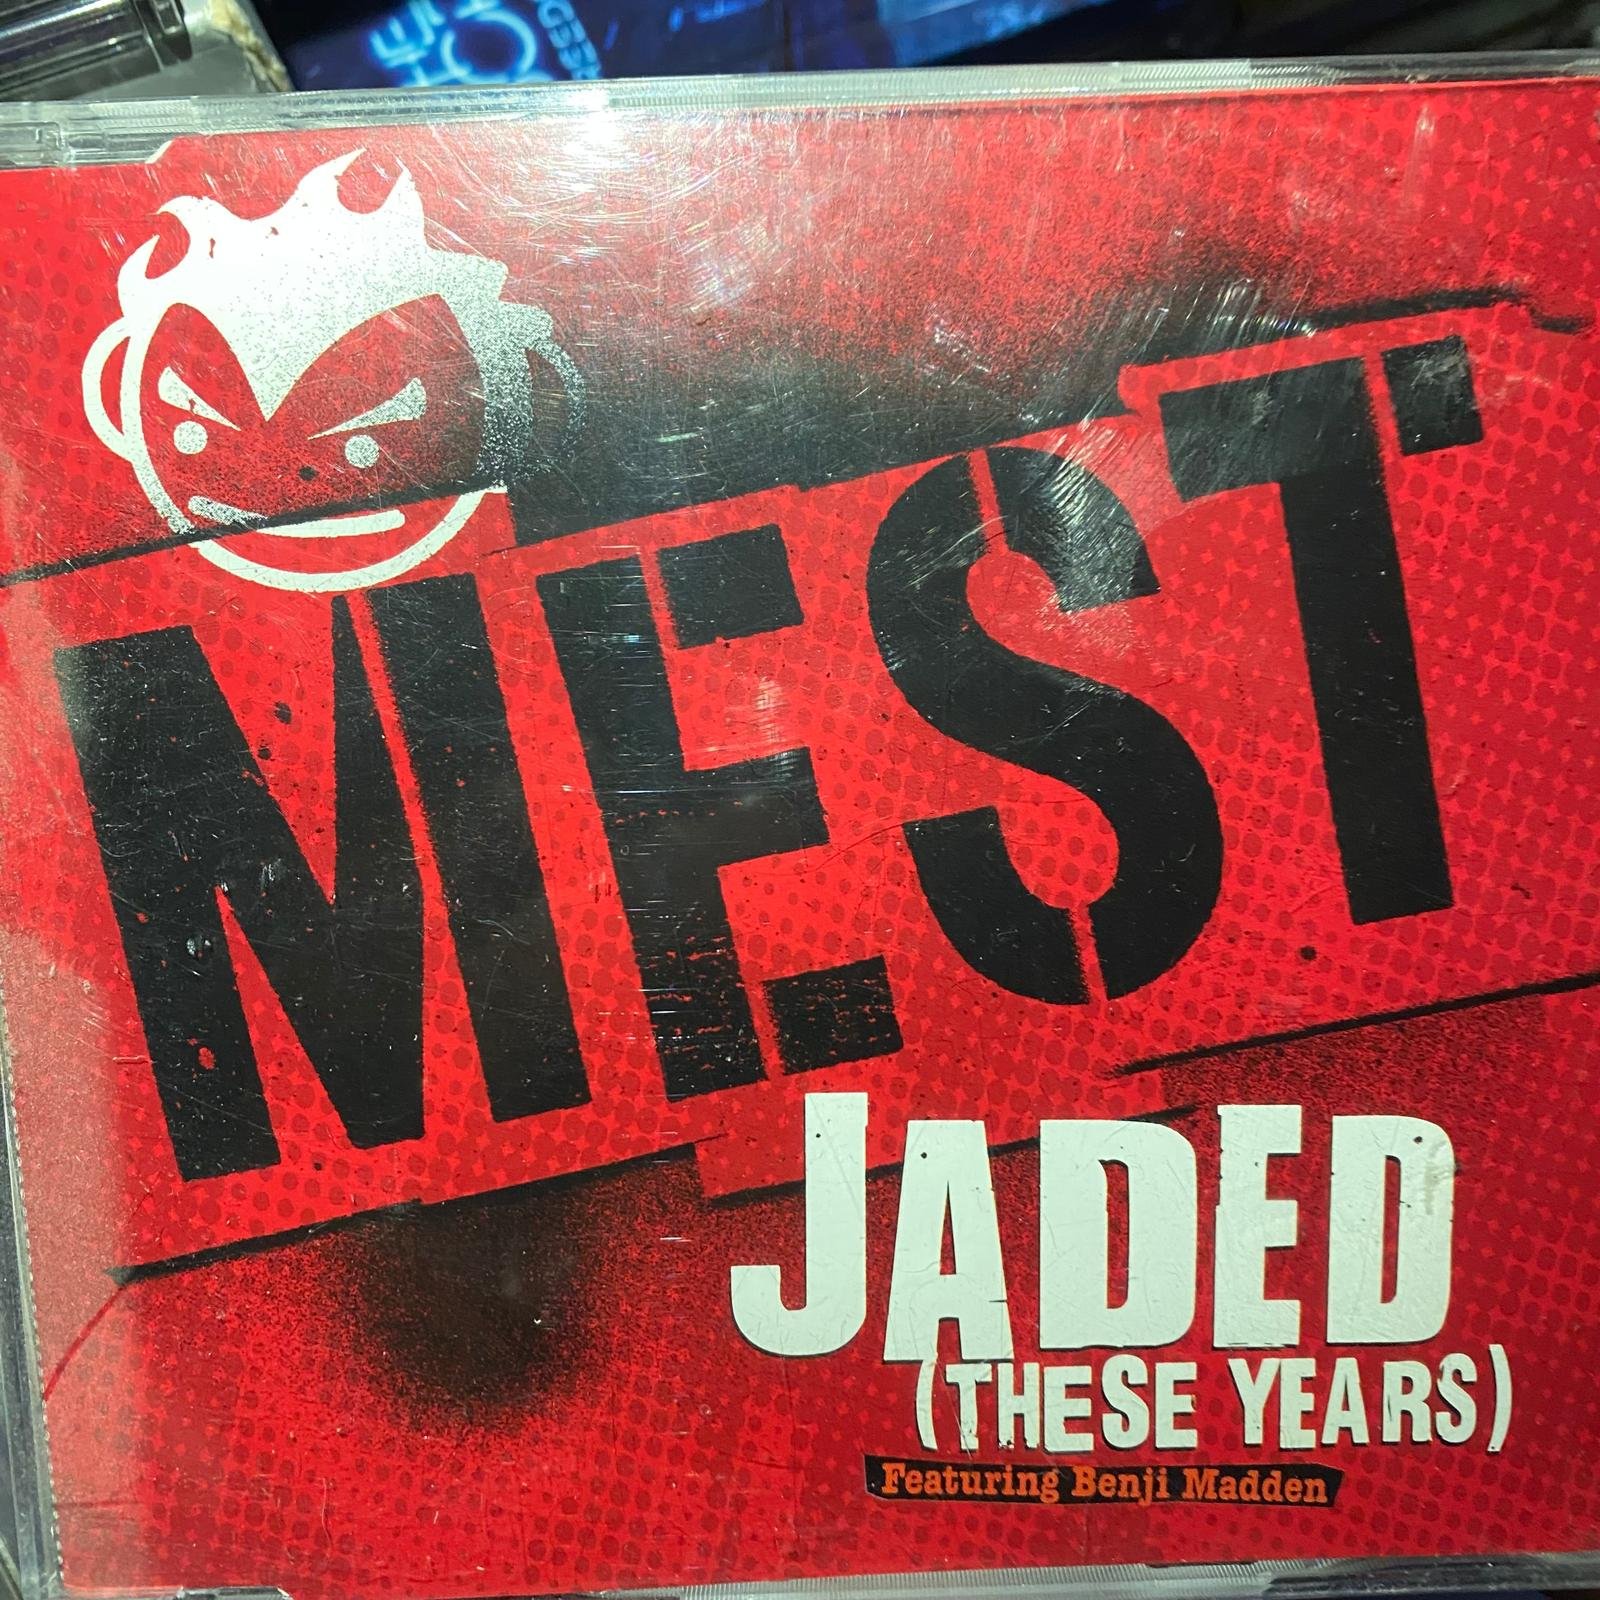 MEST
JADED
(THESE YEARS)
Featuring Benji Madden